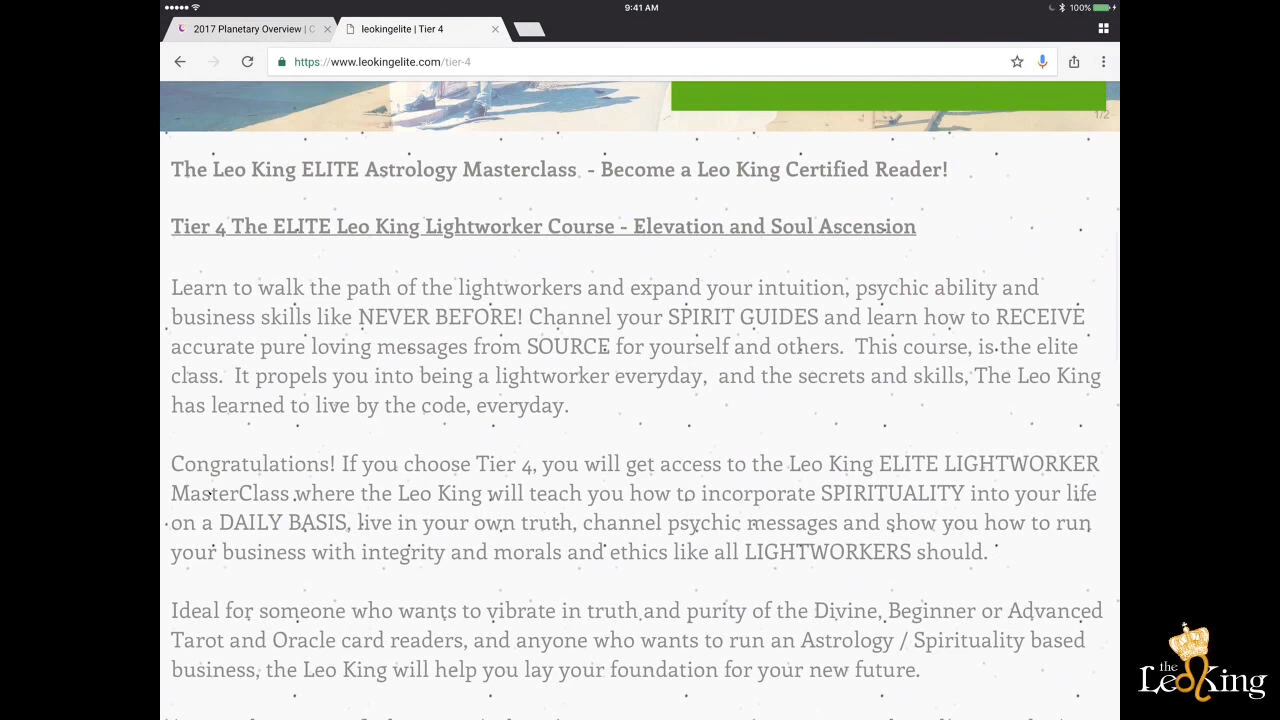 9:41 AM
100%
2017 Planetary Overview | C
leokingelite | Tier 4
https://www.leokingelite.com/tier-4
1/2
The Leo King ELITE Astrology Masterclass - Become a Leo King Certified Reader!
Tier 4 The ELITE Leo King Lightworker Course - Elevation and Soul Ascension
Learn to walk the path of the lightworkers and expand your intuition, psychic ability and
business skills like NEVER BEFORE! Channel your SPIRIT GUIDES and learn how to RECEIVE
accurate pure loving messages from SOURCE for yourself and others. This course, is the elite
class. It propels you into being a lightworker everyday, and the secrets and skills, The Leo King
has learned to live by the code, everyday.
Congratulations! If you choose Tier 4, you will get access to the Leo King ELITE LIGHTWORKER
MasterClass where the Leo King will teach you how to incorporate SPIRITUALITY into your life
on a DAILY BASIS, live in your own truth, channel psychic messages and show you how to run
your business with integrity and morals and ethics like all LIGHTWORKERS should.
Ideal for someone who wants to vibrate in truth and purity of the Divine, Beginner or Advanced
Tarot and Oracle card readers, and anyone who wants to run an Astrology / Spirituality based
business, the Leo King will help you lay your foundation for your new future.
the
Leo King